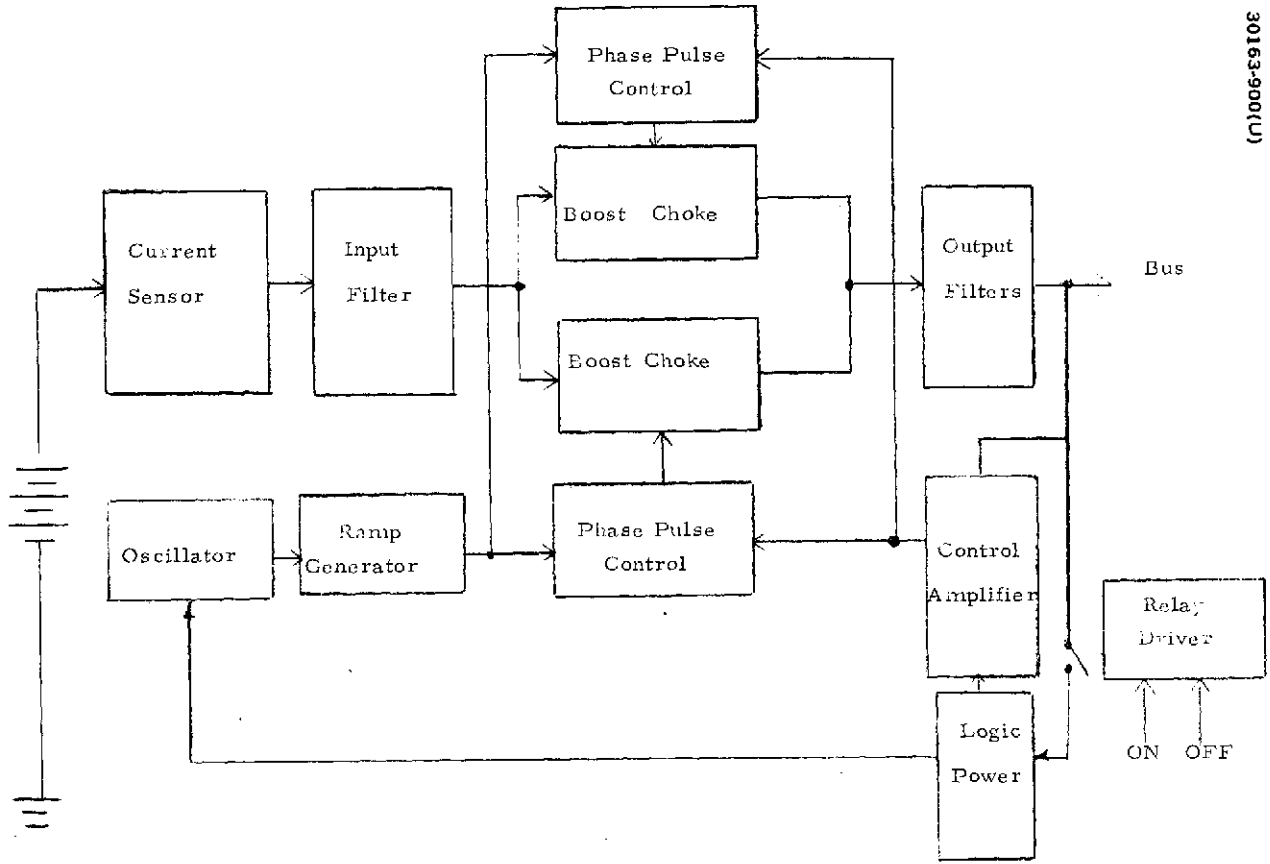 30163-900(U)
Phase Pulse
Control
Boost Choke
Current
Sensor
Input
Filter
Output
Filters
Bus
Boost Choke
Oscillator
Ramp
Generator
Phase Pulse
Control
Control
Amplifier
Relay
Driver
Logic
Power
ON OFF